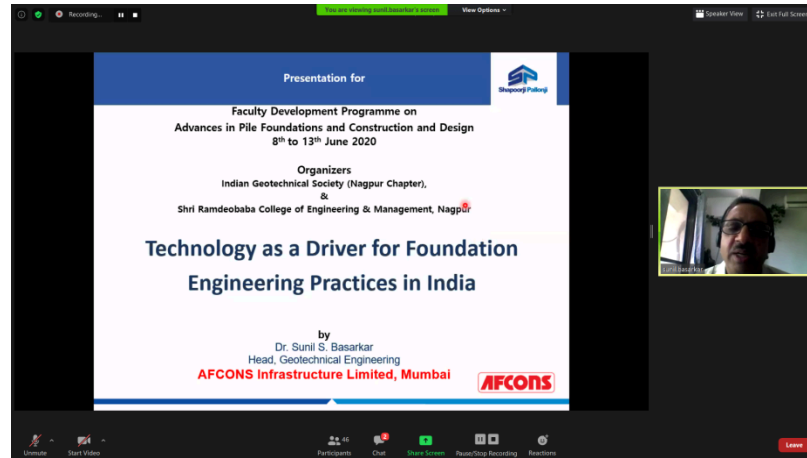 Recording...
You are viewing sunil.basarkar's screen
View Options
Speaker View
Exit Full Screen
Presentation for
Shapoorji Pallonji
Faculty Development Programme on
Advances in Pile Foundations and Construction and Design
8th to 13th June 2020
Organizers
Indian Geotechnical Society (Nagpur Chapter),
&
Shri Ramdeobaba College of Engineering & Management, Nagpur
Technology as a Driver for Foundation
Engineering Practices in India
by
Dr. Sunil S. Basarkar
Head, Geotechnical Engineering
AFCONS Infrastructure Limited, Mumbai
AFCONS
sunil.basarkar
Unmute
Start Video
46
Participants
2
Chat
Share Screen
Pause/Stop Recording
Reactions
Leave